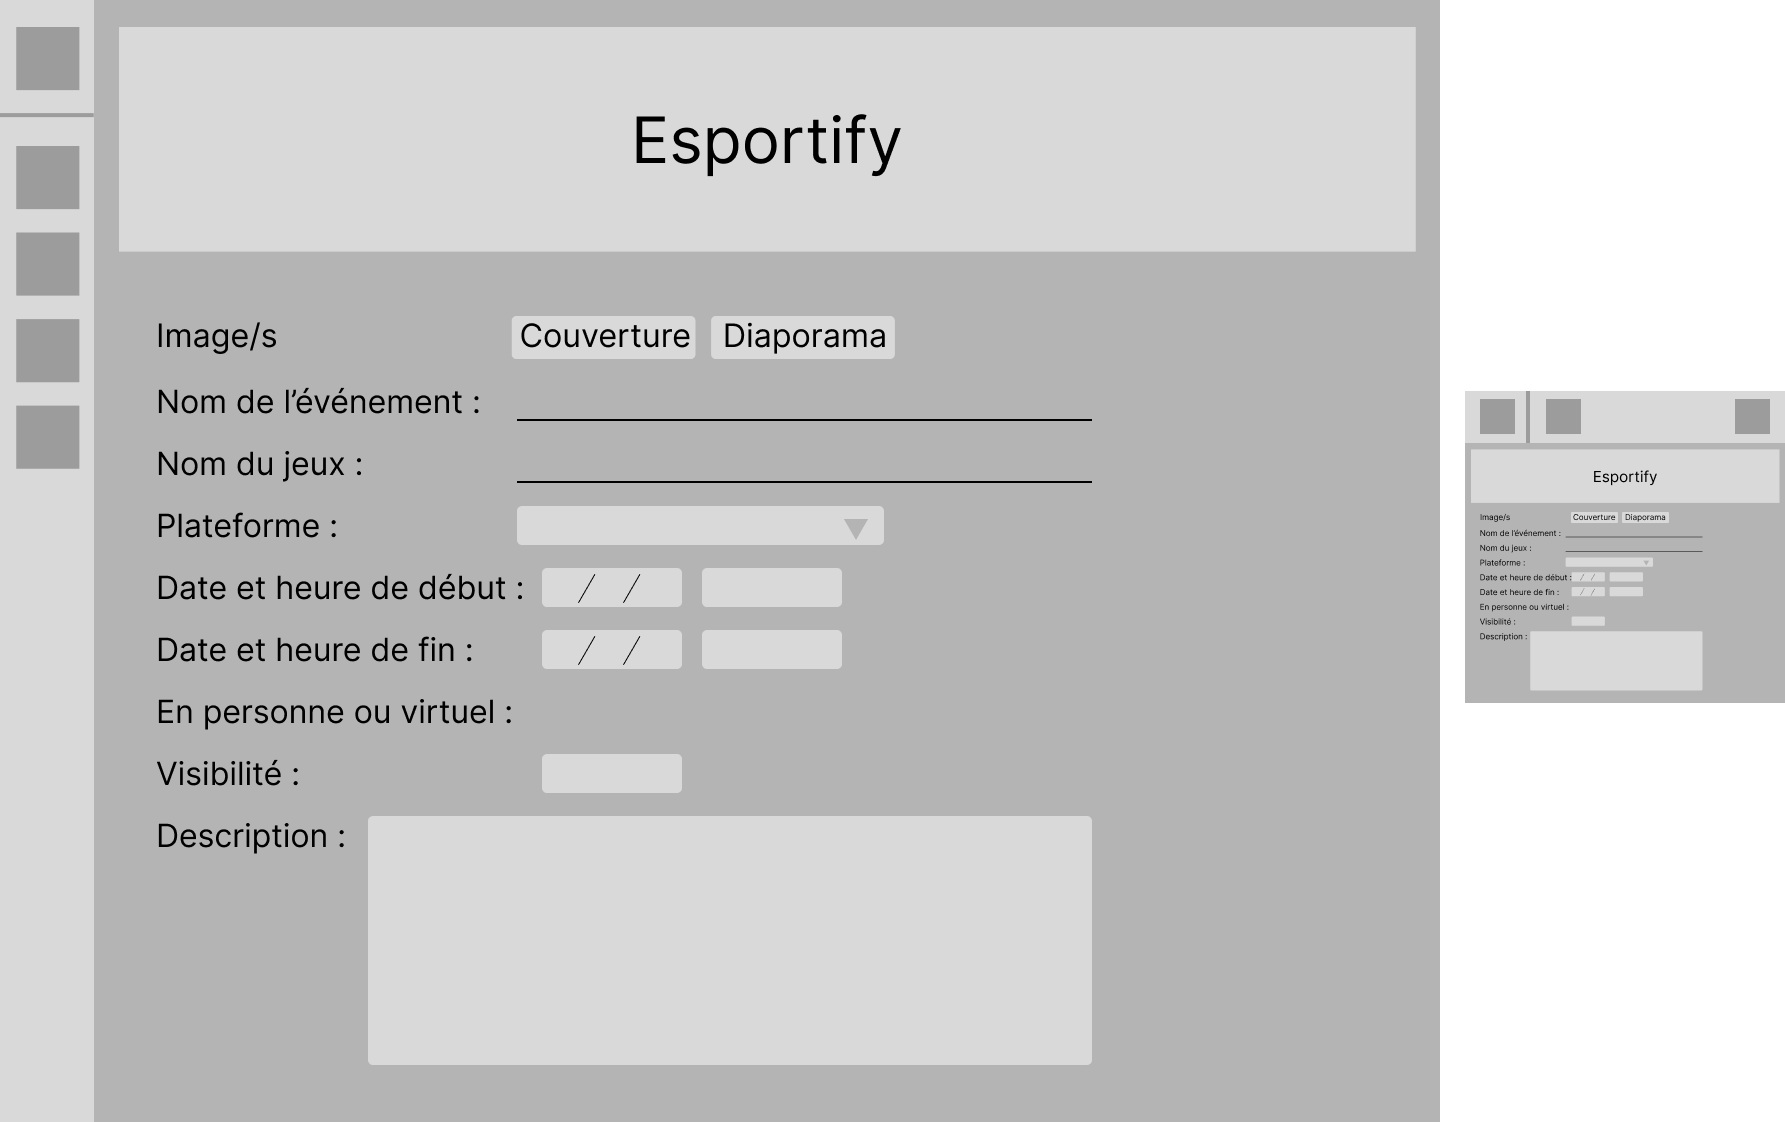 Esportify
Image/s
Couverture
Diaporama
Nom de l’événement :
Nom du jeux :
Plateforme :
Date et heure de début :
/ /
Date et heure de fin :
/ /
En personne ou virtuel :
Visibilité :
Description :
Esportify
Image/s
Couverture
Diaporama
Nom de l’événement :
Nom du jeux :
Plateforme :
Date et heure de début :
/ /
Date et heure de fin :
/ /
En personne ou virtuel :
Visibilité :
Description :